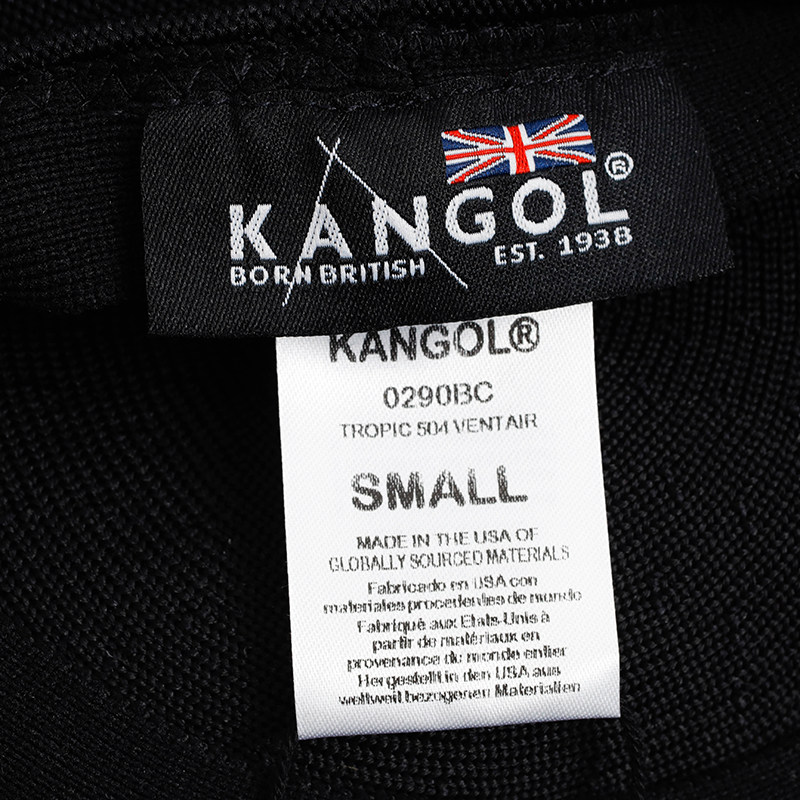 KANGOL®
BORN BRITISH EST. 1938
KANGOL®
0290BC
TROPIC 504 VENTAIR
SMALL
MADE IN THE USA OF
GLOBALLY SOURCED MATERIALS
Fabricado en USA con
materiales procedentes de mundo
Fabriqué aux Etats-Unis à
partir de matériaux en
provenance du monde entier
Hergestellt in den USA aus
weltweit bezogenen Materialien